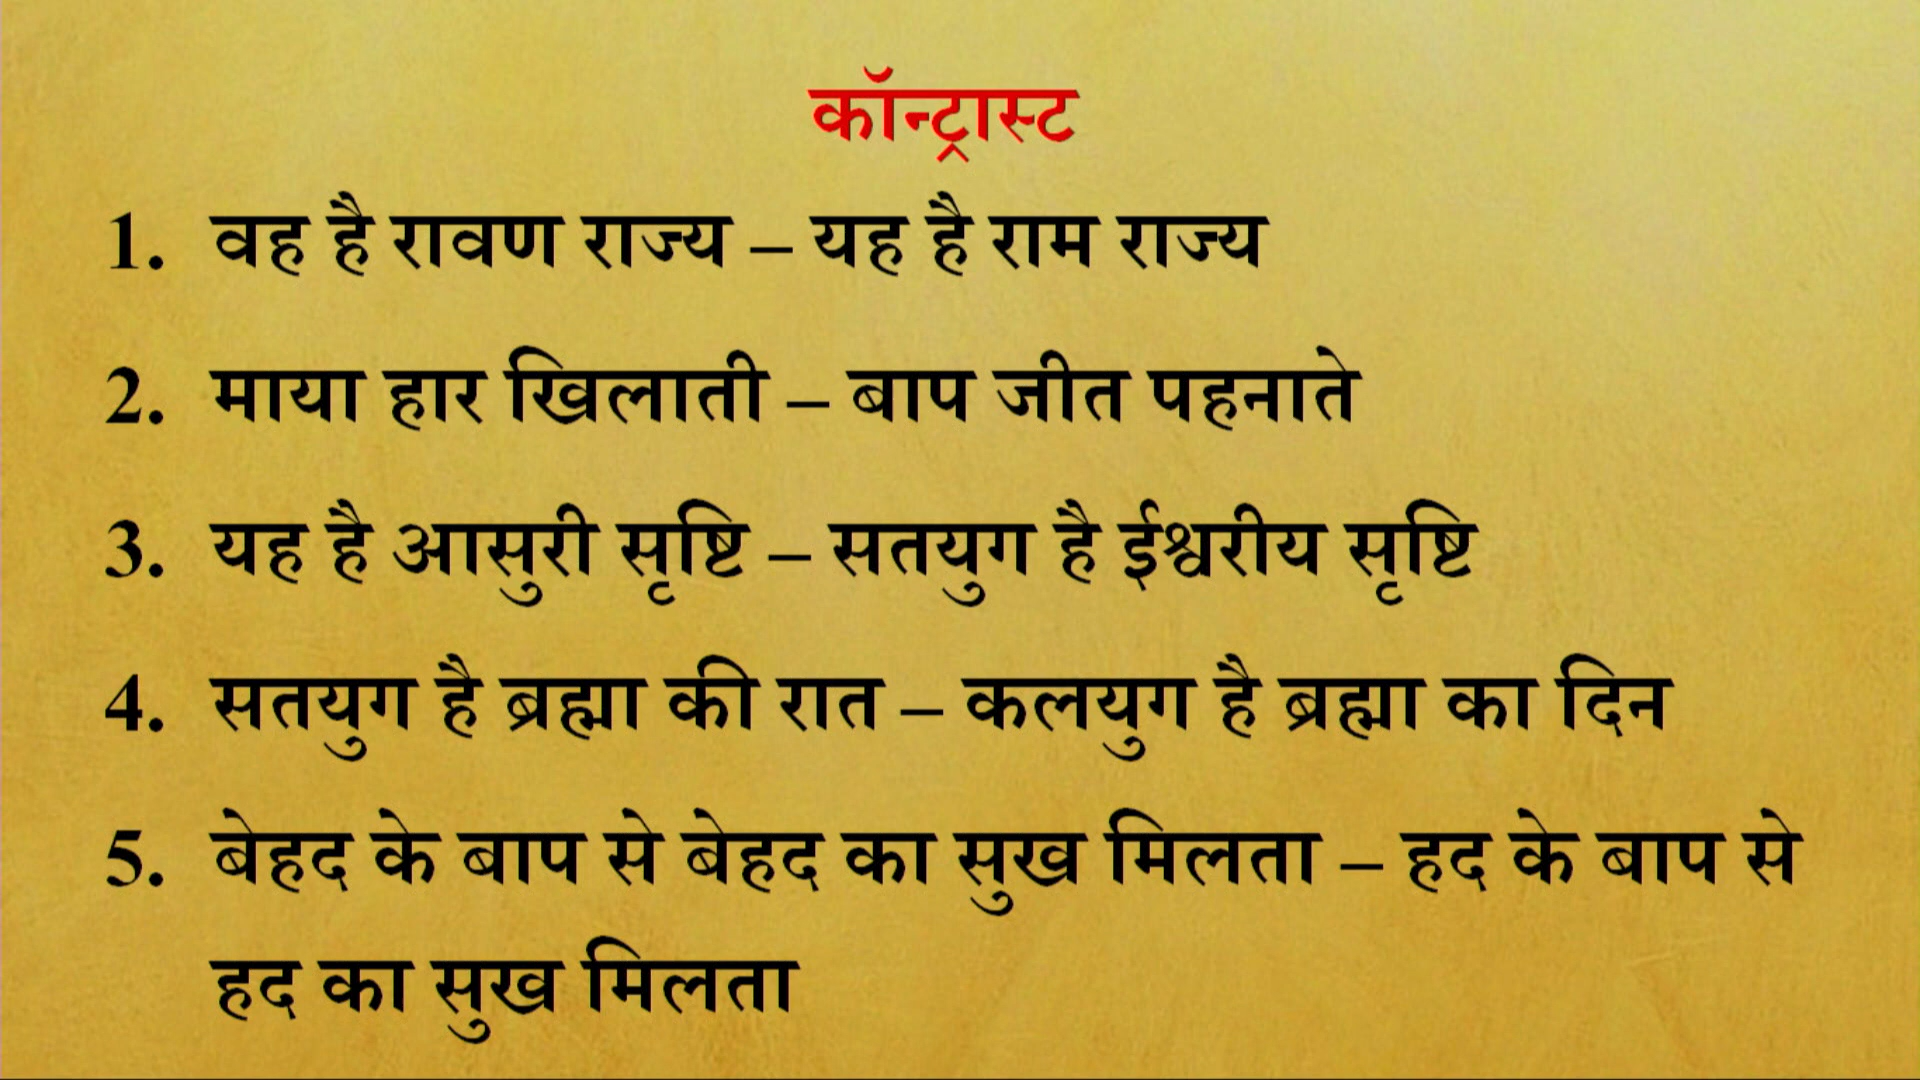 कॉन्ट्रास्ट
1. वह है रावण राज्य – यह है राम राज्य
2. माया हार खिलाती – बाप जीत पहनाते
3. यह है आसुरी सृष्टि – सतयुग है ईश्वरीय सृष्टि
4. सतयुग है ब्रह्मा की रात – कलयुग है ब्रह्मा का दिन
5. बेहद के बाप से बेहद का सुख मिलता – हद के बाप से
हद का सुख मिलता